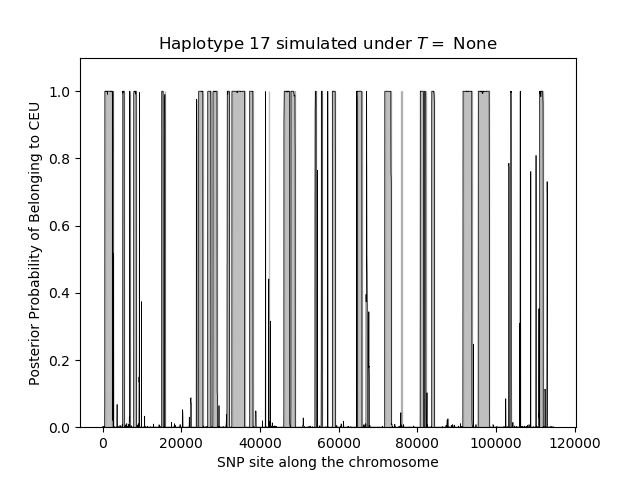 Haplotype 17 simulated under T = None
Posterior Probability of Belonging to CEU
1.0
0.8
0.6
0.4
0.2
0.0
0 20000 40000 60000 80000 100000 120000
SNP site along the chromosome